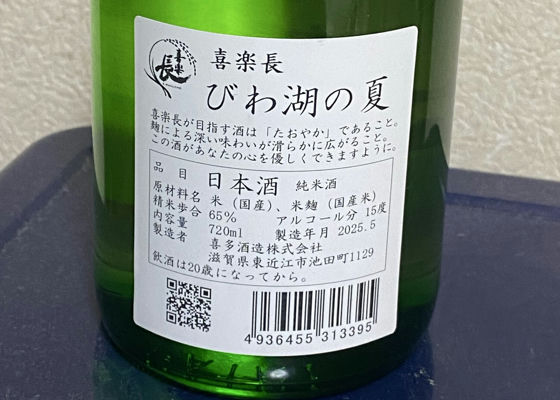 喜楽長
喜楽長
びわ湖の夏
喜楽長が目指す酒は「たおやか」であること。
麹による深い味わいが滑らかに広がること。
この酒があなたの心を優しくできますように。
品目 日本酒 純米酒
原材料名 米(国産)、米麹(国産米)
精米歩合 65% アルコール分 15度
内容量 720ml 製造年月 2025.5
製造者 喜多酒造株式会社
滋賀県東近江市池田町1129
飲酒は20歳になってから。
4936455 313395